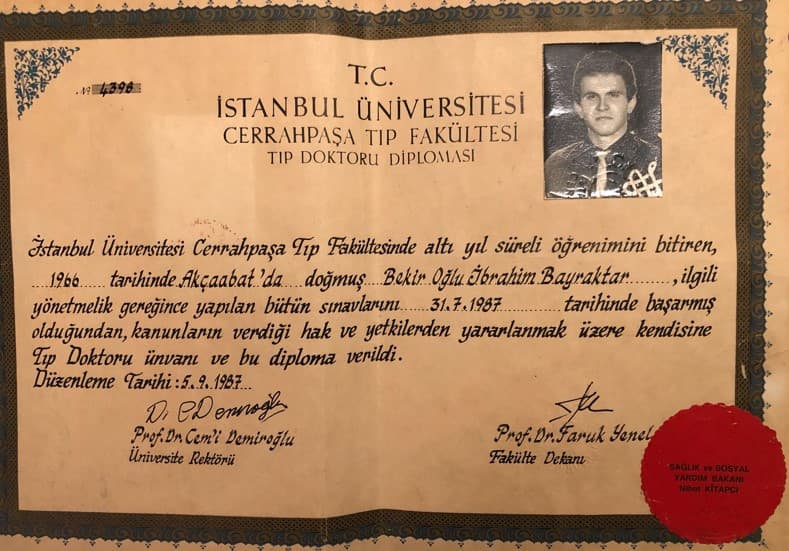 № 4398
T.C.
İSTANBUL ÜNİVERSİTESİ
CERRAHPAŞA TIP FAKÜLTESİ
TIP DOKTORU DİPLOMASI
İstanbul Üniversitesi Cerrahpaşa Tıp Fakültesinde altı yıl süreli öğrenimini bitiren,
1966 tarihinde Akçaabat'da doğmuş Bekir Oğlu İbrahim Bayraktar, ilgili
yönetmelik gereğince yapılan bütün sınavlarını 31.7.1987 tarihinde başarmış
olduğundan, kanunların verdiği hak ve yetkilerden yararlanmak üzere kendisine
Tıp Doktoru ünvanı ve bu diploma verildi.
Düzenleme Tarihi : 5.9.1987
Prof. Dr. Cem'i Demiroğlu
Üniversite Rektörü
Prof. Dr. Faruk Yenel
Fakülte Dekanı
SAĞLIK ve SOSYAL
YARDIM BAKANI
Nihat KİTAPÇI